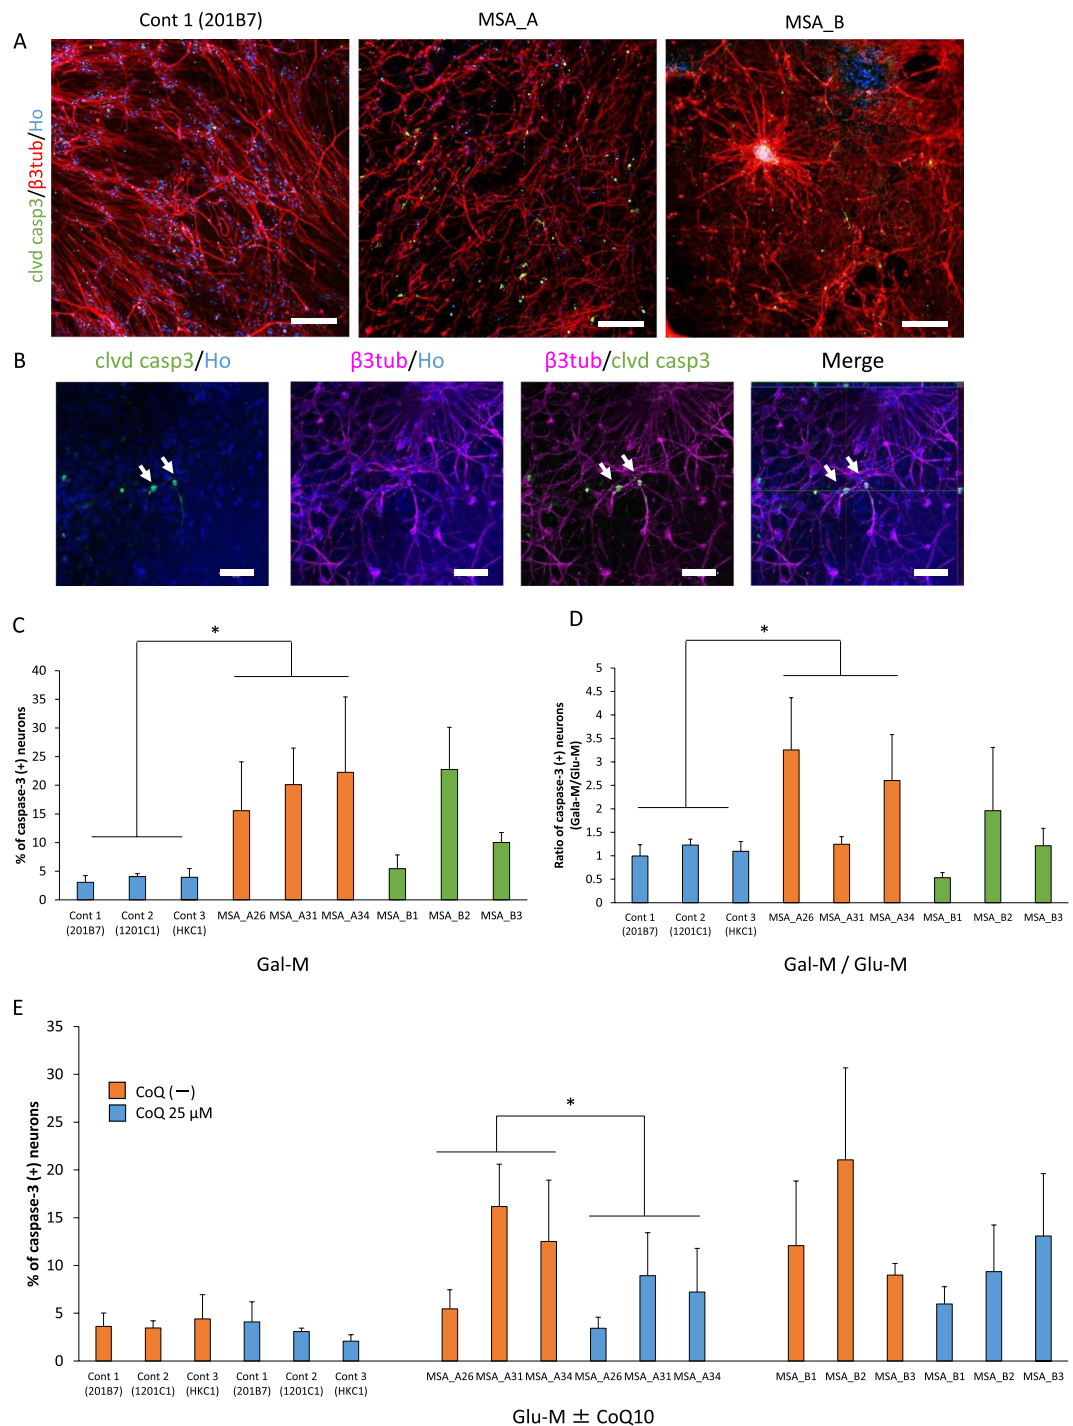 Cont 1 (201B7)
MSA_A
MSA_B
A
clvd casp3/β3tub/Ho
B
clvd casp3/Ho
β3tub/Ho
β3tub/clvd casp3
Merge
C
*
% of caspase-3 (+) neurons
40
35
30
25
20
15
10
5
0
Cont 1 (201B7)
Cont 2 (1201C1)
Cont 3 (HKC1)
MSA_A26
MSA_A31
MSA_A34
MSA_B1
MSA_B2
MSA_B3
Gal-M
D
*
Ratio of caspase-3 (+) neurons
(Gala-M/Glu-M)
5
4.5
4
3.5
3
2.5
2
1.5
1
0.5
0
Cont 1 (201B7)
Cont 2 (1201C1)
Cont 3 (HKC1)
MSA_A26
MSA_A31
MSA_A34
MSA_B1
MSA_B2
MSA_B3
Gal-M / Glu-M
E
% of caspase-3 (+) neurons
35
30
25
20
15
10
5
0
CoQ (−)
CoQ 25 μM
*
Cont 1 (201B7)
Cont 2 (1201C1)
Cont 3 (HKC1)
Cont 1 (201B7)
Cont 2 (1201C1)
Cont 3 (HKC1)
MSA_A26
MSA_A31
MSA_A34
MSA_A26
MSA_A31
MSA_A34
MSA_B1
MSA_B2
MSA_B3
MSA_B1
MSA_B2
MSA_B3
Glu-M ± CoQ10